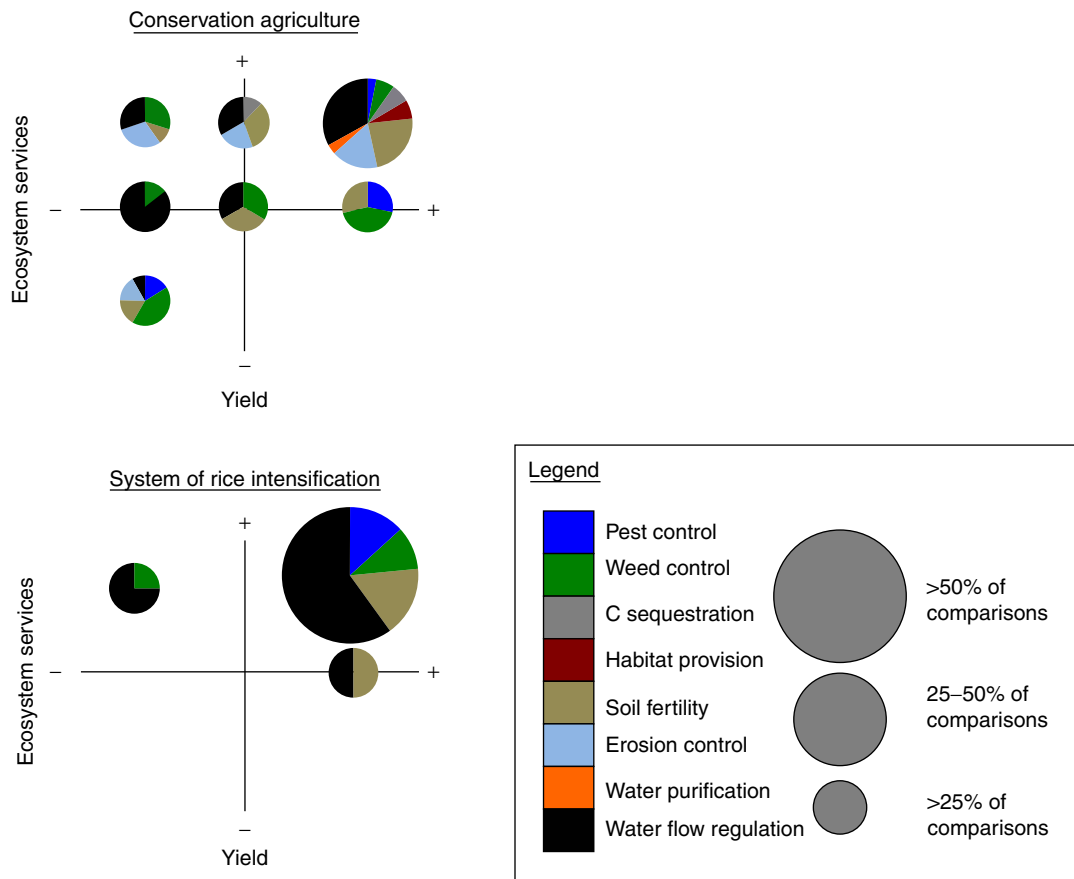 Conservation agriculture
+
Ecosystem services
−
+
−
Yield
System of rice intensification
+
Ecosystem services
−
+
−
Yield
Legend
Pest control
Weed control
C sequestration
Habitat provision
Soil fertility
Erosion control
Water purification
Water flow regulation
>50% of
comparisons
25–50% of
comparisons
>25% of
comparisons